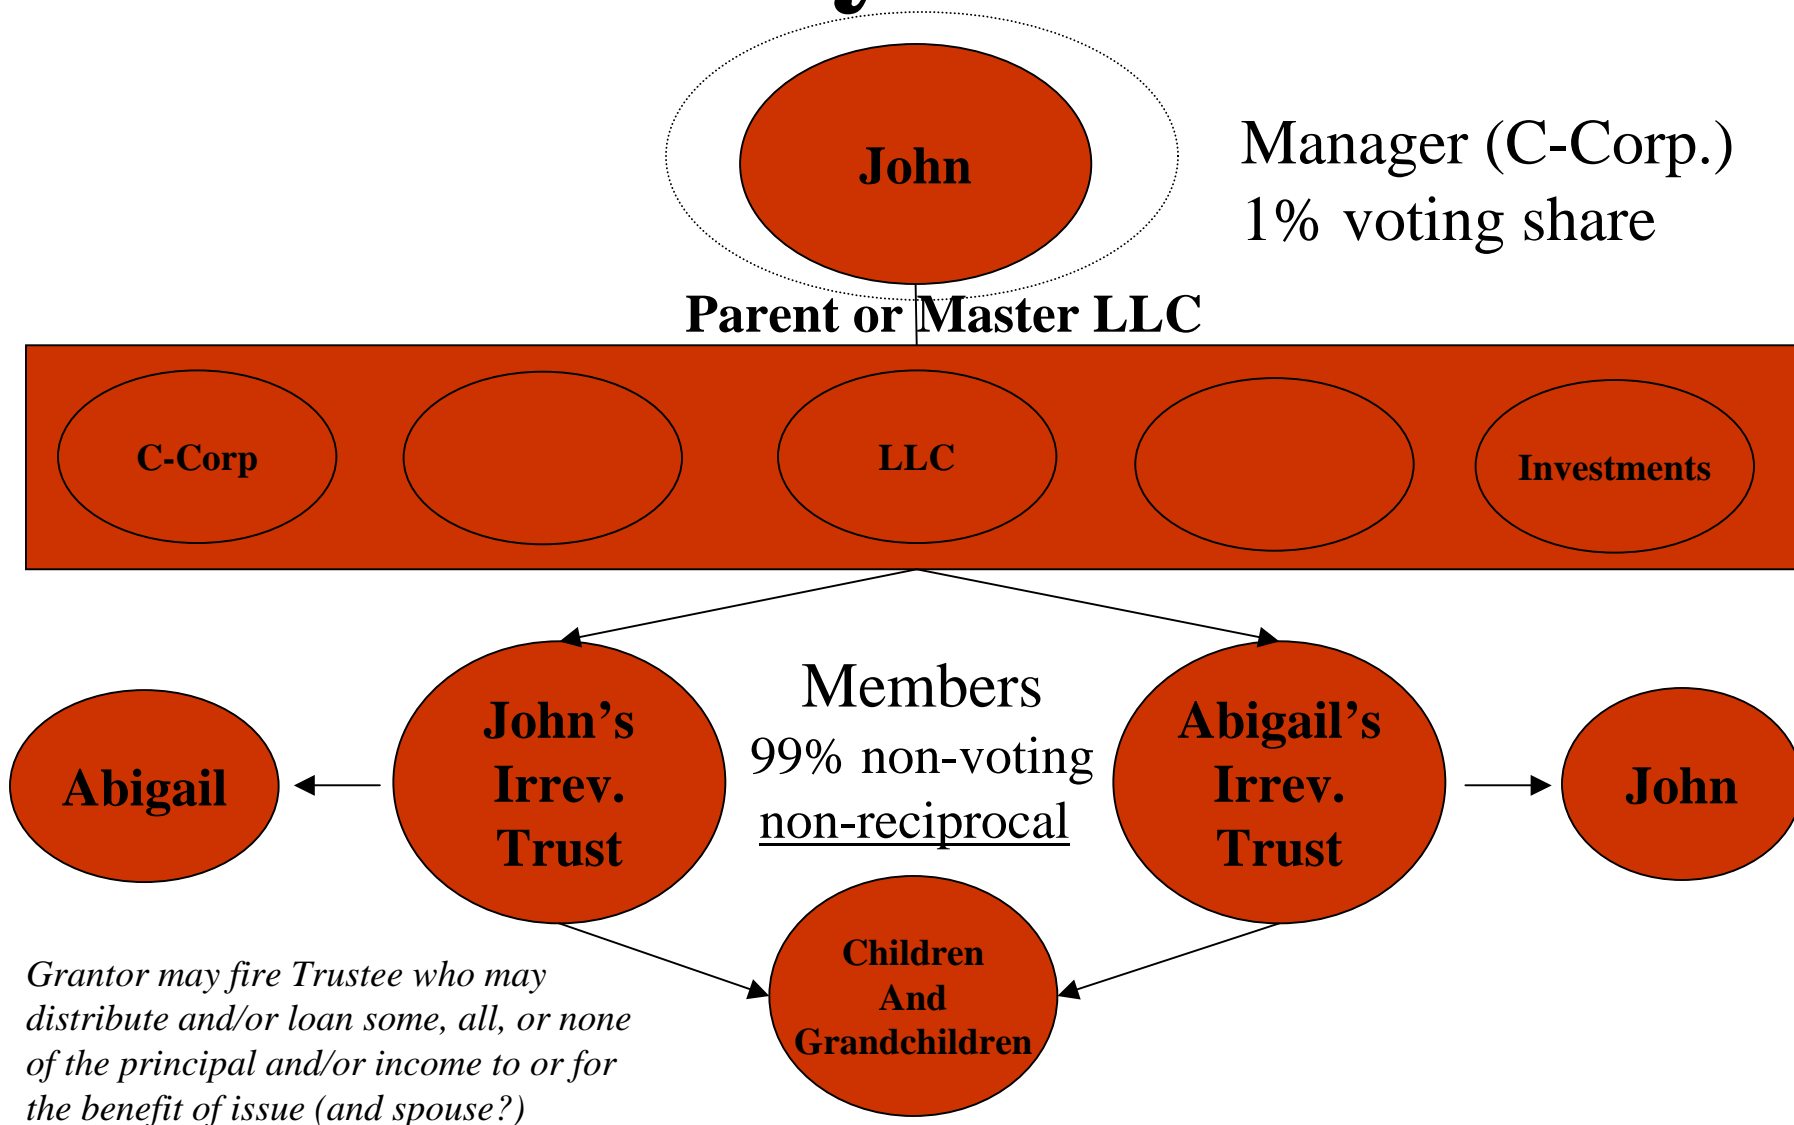 John
Manager (C-Corp.)
1% voting share
Parent or Master LLC
C-Corp
LLC
Investments
Members
99% non-voting
non-reciprocal
Abigail
John’s
Irrev.
Trust
Abigail’s
Irrev.
Trust
John
Children
And
Grandchildren
Grantor may fire Trustee who may
distribute and/or loan some, all, or none
of the principal and/or income to or for
the benefit of issue (and spouse?)